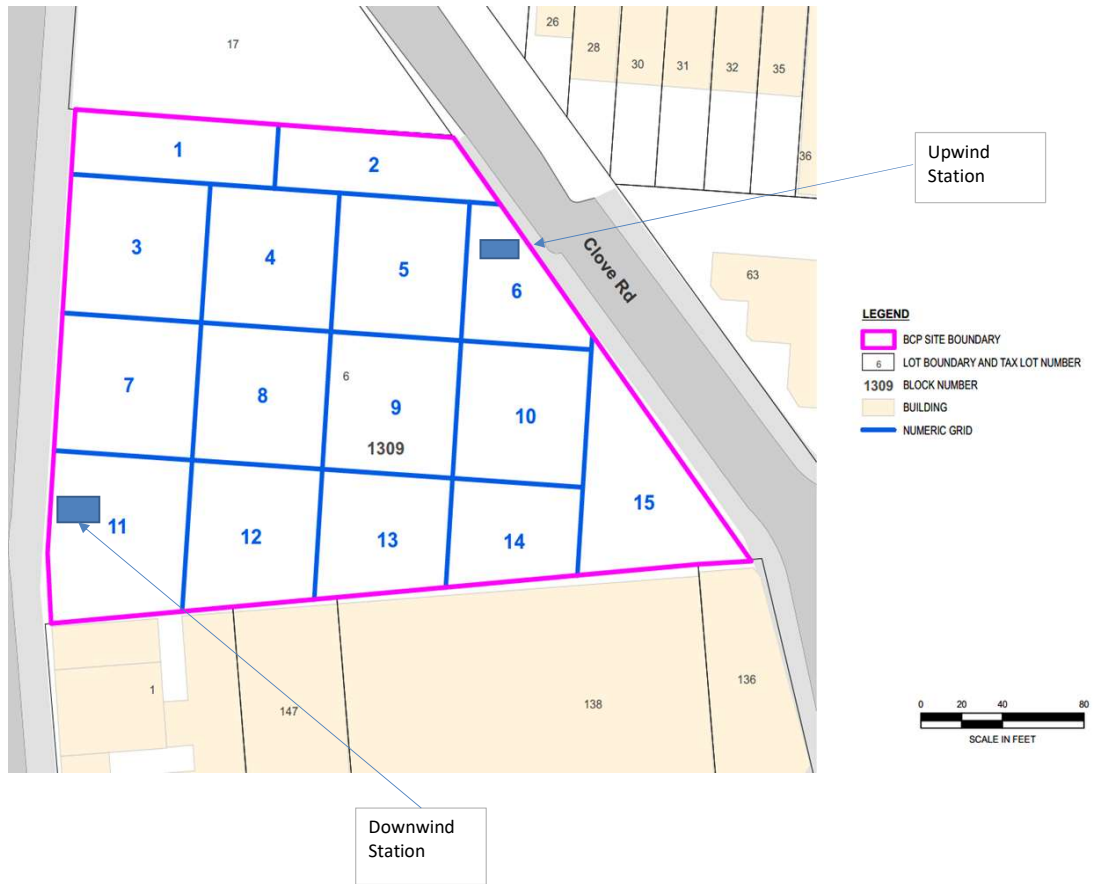 17
26
28
30
31
32
35
36
Upwind
Station
1
2
3
4
5
6
Clove Rd
63
LEGEND
BCP SITE BOUNDARY
6 LOT BOUNDARY AND TAX LOT NUMBER
1309 BLOCK NUMBER
BUILDING
NUMERIC GRID
7
8
6
9
10
1309
11
12
13
14
15
1
147
138
136
0 20 40 80
SCALE IN FEET
Downwind
Station